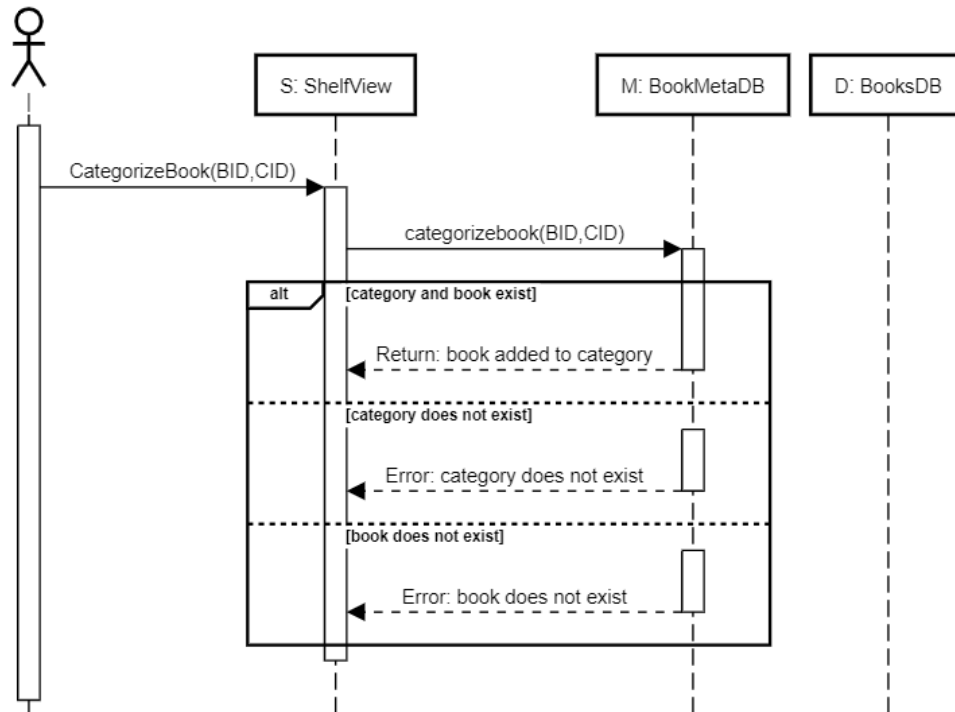 S: ShelfView
M: BookMetaDB
D: BooksDB
CategorizeBook(BID,CID)
categorizebook(BID,CID)
alt
[category and book exist]
Return: book added to category
[category does not exist]
Error: category does not exist
[book does not exist]
Error: book does not exist